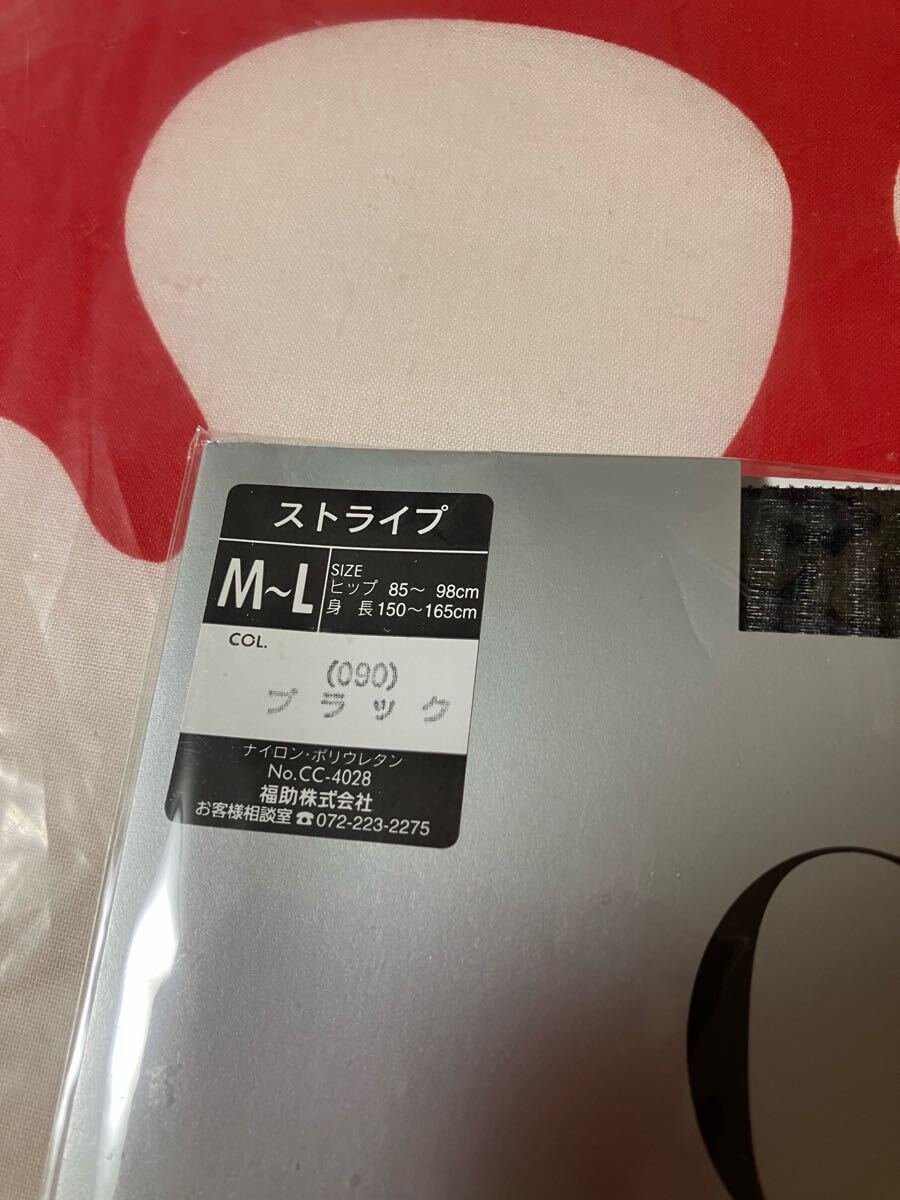 ストライプ
M~L
SIZE
ヒップ 85～ 98cm
身 長 150～165cm
COL.
(090)
ブラック
ナイロン・ポリウレタン
No.CC-4028
福助株式会社
お客様相談室☎072-223-2275